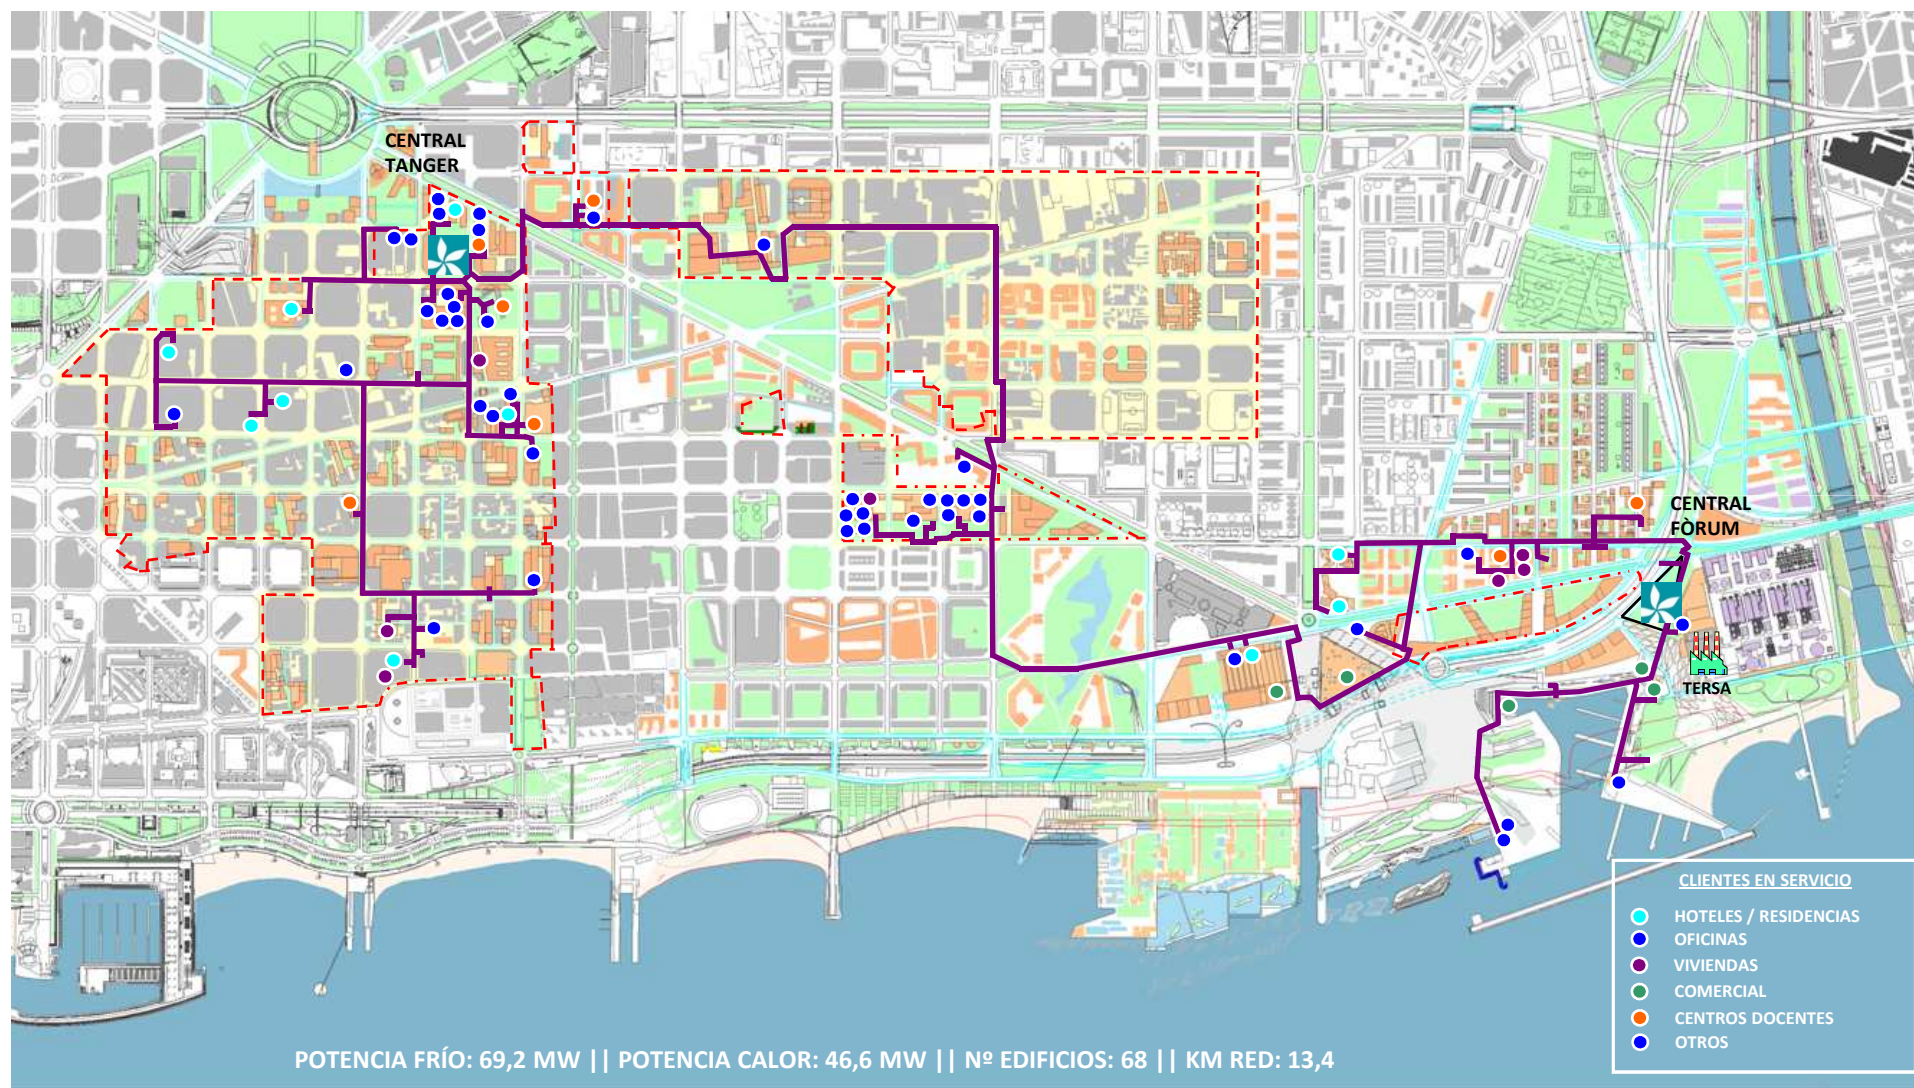 CENTRAL
TANGER
CENTRAL
FÒRUM
TERSA
CLIENTES EN SERVICIO
HOTELES / RESIDENCIAS
OFICINAS
VIVIENDAS
COMERCIAL
CENTROS DOCENTES
OTROS
POTENCIA FRÍO: 69,2 MW || POTENCIA CALOR: 46,6 MW || Nº EDIFICIOS: 68 || KM RED: 13,4